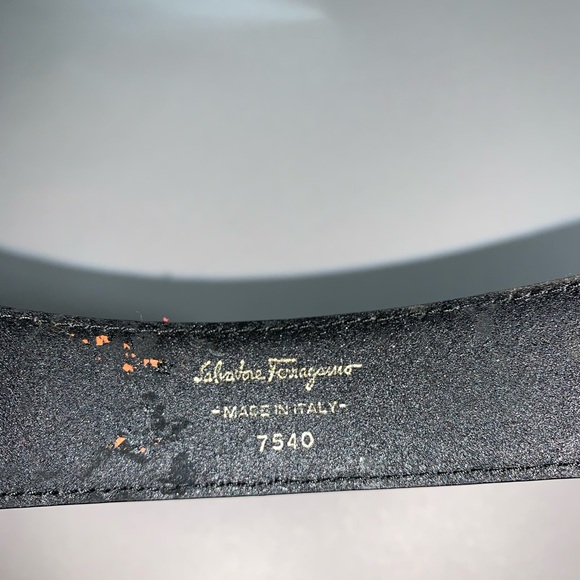 Salvatore Ferragamo
-MADE IN ITALY-
7540